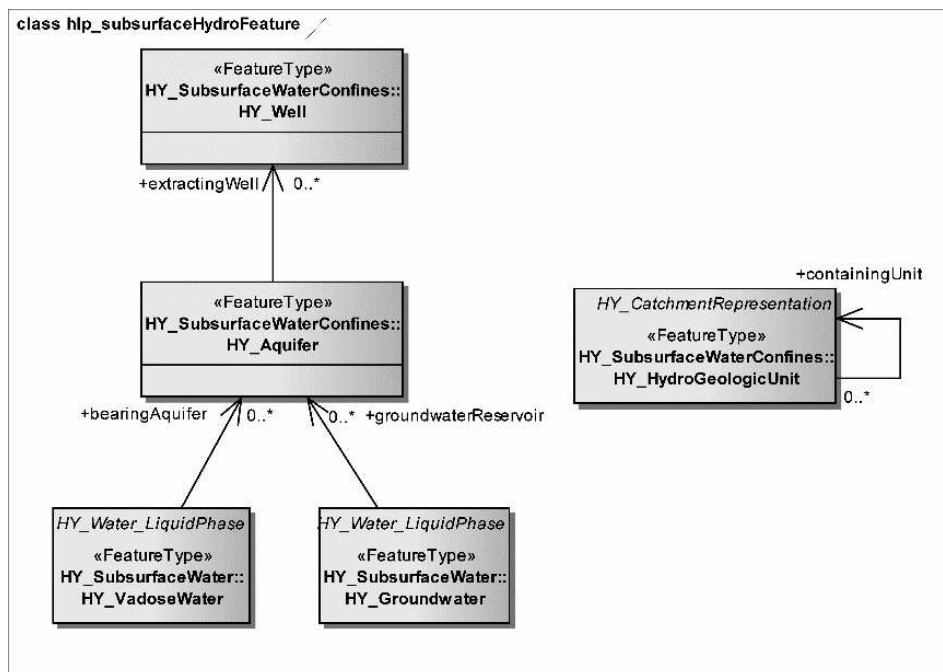 class hlp_subsurfaceHydroFeature
«FeatureType»
HY_SubsurfaceWaterConfines::
HY_Well
+extractingWell
0..*
«FeatureType»
HY_SubsurfaceWaterConfines::
HY_Aquifer
+bearingAquifer
0..*
0..*
+groundwaterReservoir
+containingUnit
HY_CatchmentRepresentation
«FeatureType»
HY_SubsurfaceWaterConfines::
HY_HydroGeologicUnit
0..*
HY_Water_LiquidPhase
«FeatureType»
HY_SubsurfaceWater::
HY_VadoseWater
HY_Water_LiquidPhase
«FeatureType»
HY_SubsurfaceWater::
HY_Groundwater